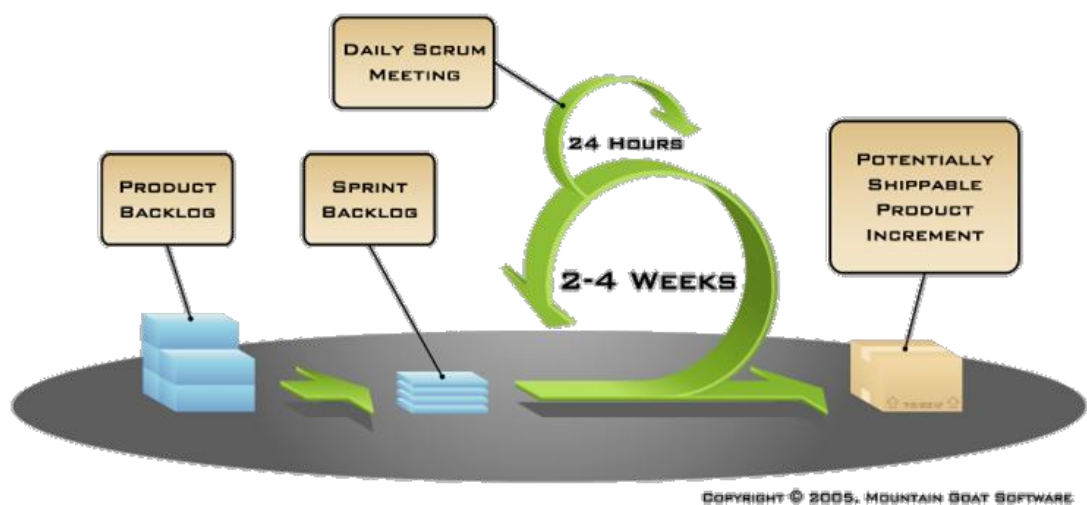 Daily Scrum
Meeting
24 Hours
Product
Backlog
Sprint
Backlog
Potentially
Shippable
Product
Increment
2-4 Weeks
Copyright © 2005, Mountain Goat Software